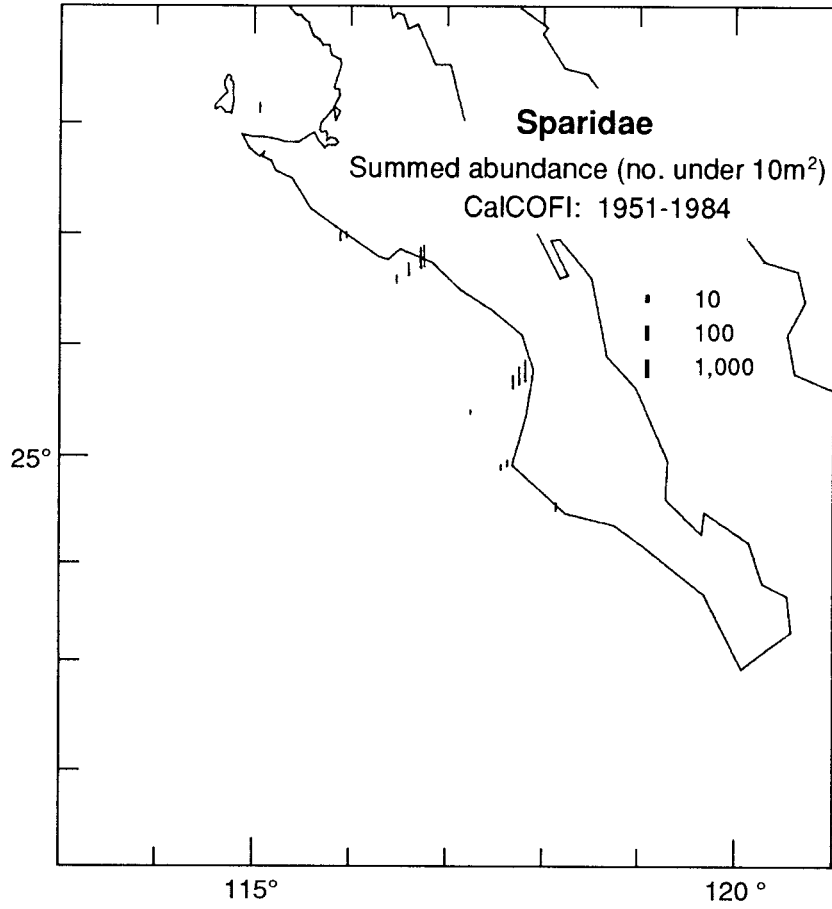 Sparidae
Summed abundance (no. under 10m²)
CalCOFI: 1951-1984
10
100
1,000
25°
115°
120 °